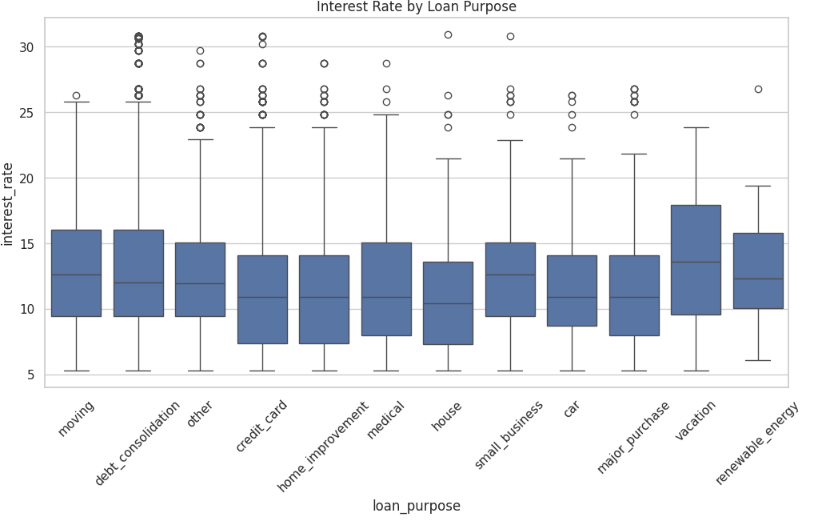 Interest Rate by Loan Purpose
30
25
20
15
10
5
interest_rate
moving
debt_consolidation
other
credit_card
home_improvement
medical
house
small_business
car
major_purchase
vacation
renewable_energy
loan_purpose